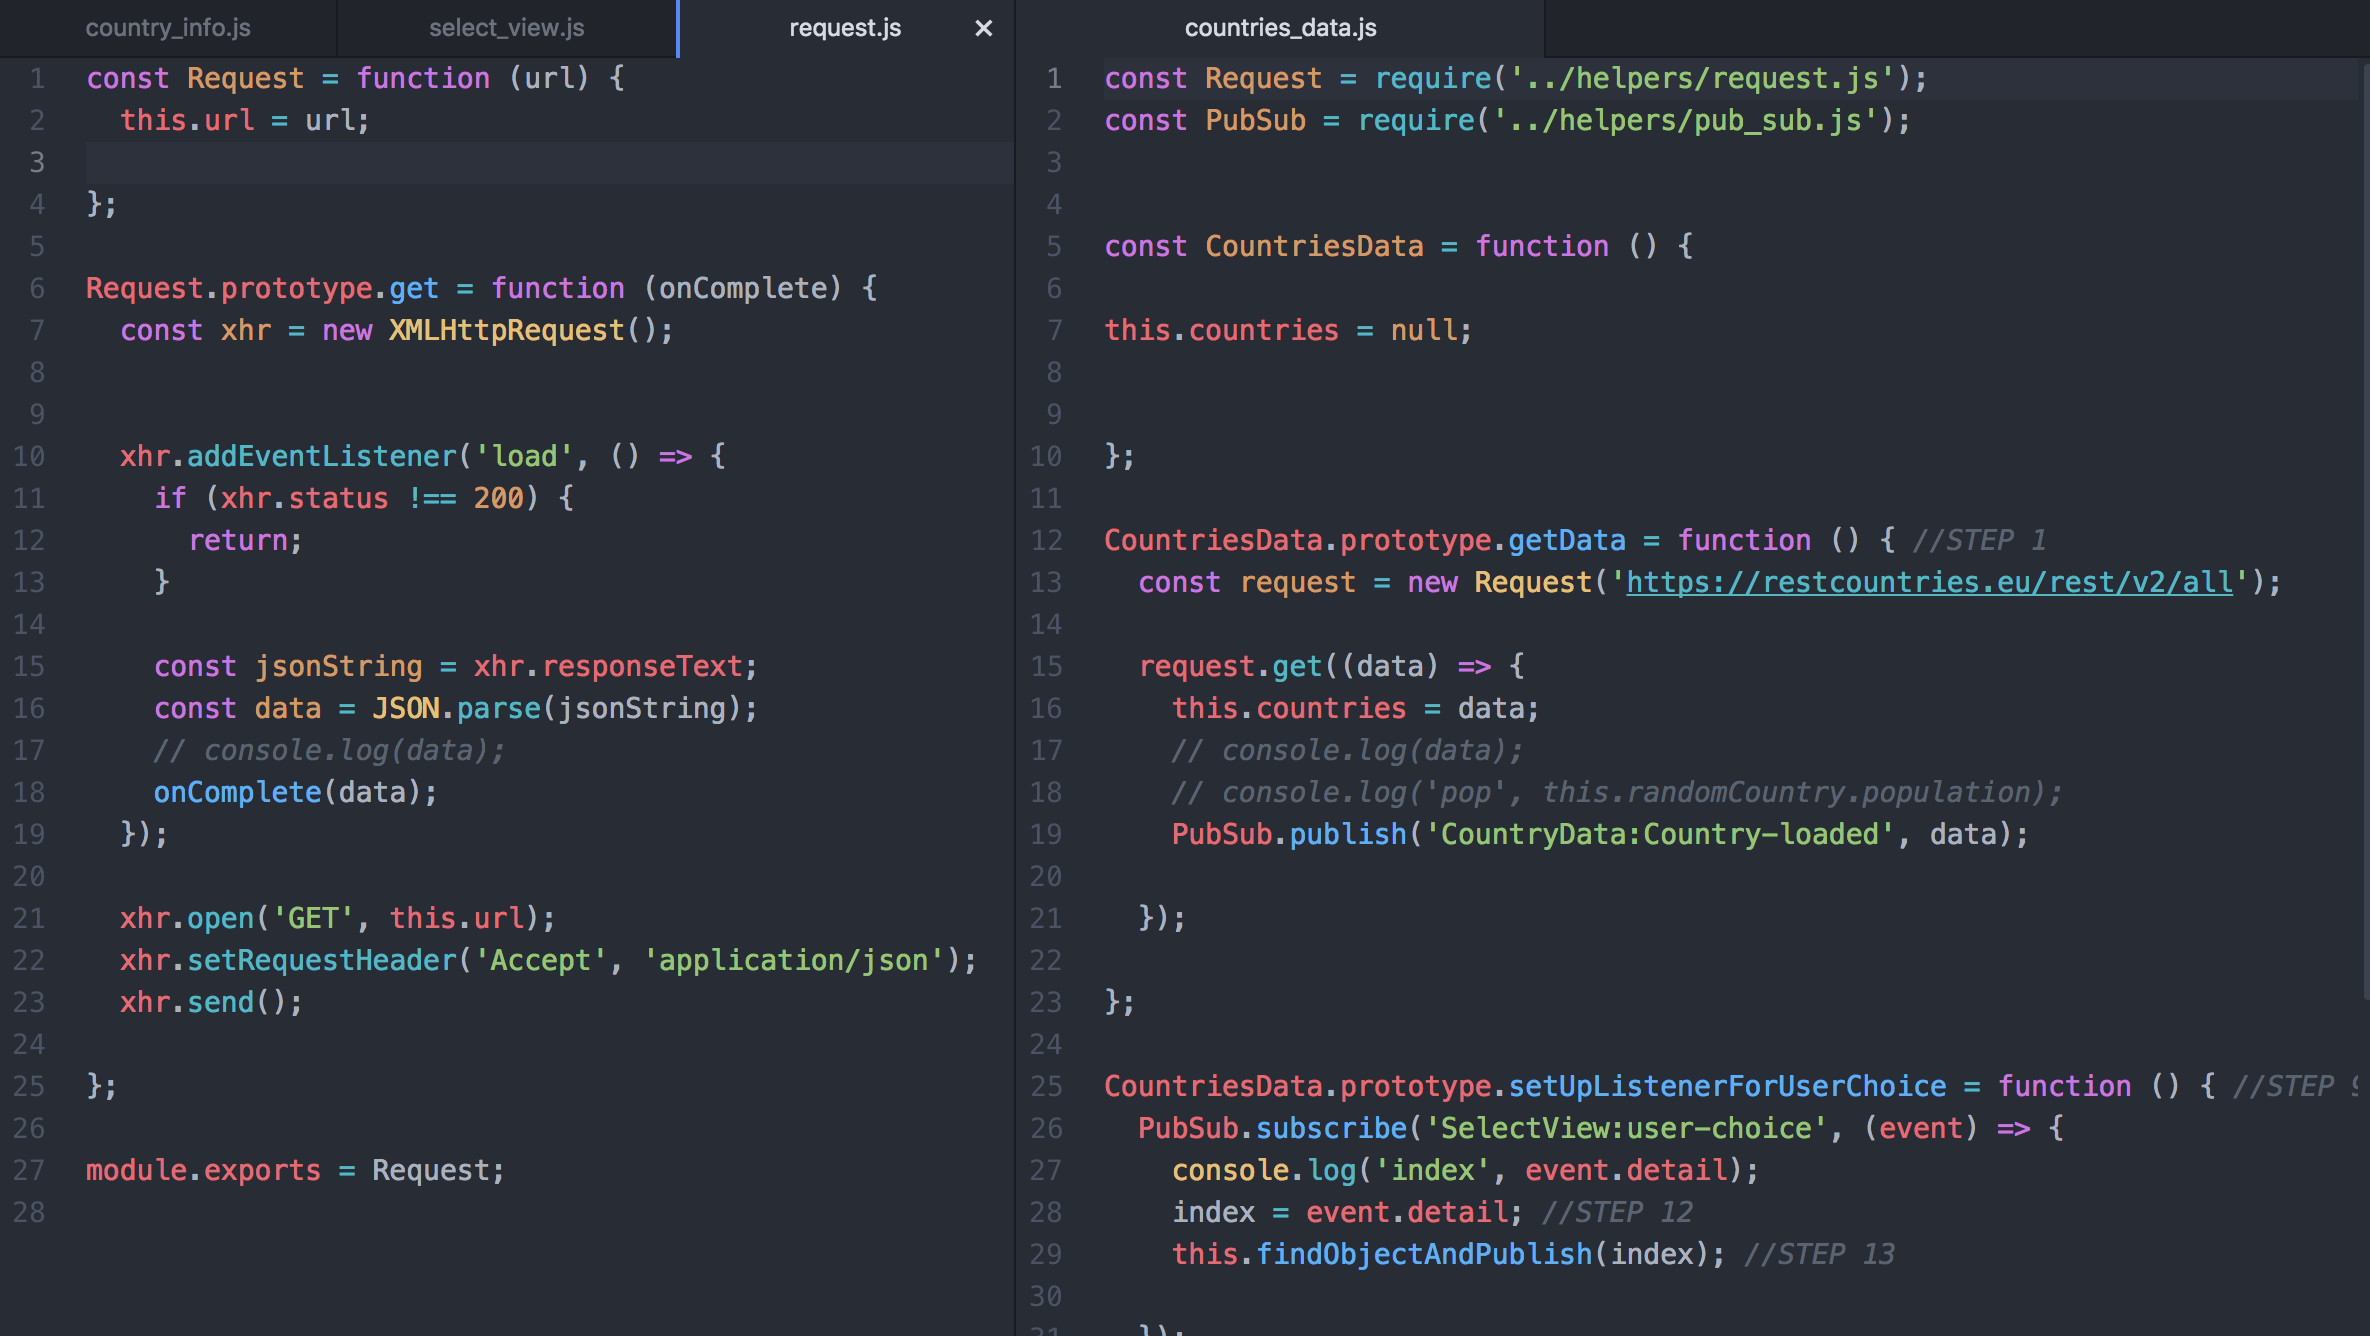 country_info.js select_view.js request.js × countries_data.js
1 const Request = function (url) {
2   this.url = url;
3
4 };
5
6 Request.prototype.get = function (onComplete) {
7   const xhr = new XMLHttpRequest();
8
9
10   xhr.addEventListener('load', () => {
11     if (xhr.status !== 200) {
12       return;
13     }
14
15     const jsonString = xhr.responseText;
16     const data = JSON.parse(jsonString);
17     // console.log(data);
18     onComplete(data);
19   });
20
21   xhr.open('GET', this.url);
22   xhr.setRequestHeader('Accept', 'application/json');
23   xhr.send();
24
25 };
26
27 module.exports = Request;
28
1 const Request = require('../helpers/request.js');
2 const PubSub = require('../helpers/pub_sub.js');
3
4
5 const CountriesData = function () {
6
7 this.countries = null;
8
9
10 };
11
12 CountriesData.prototype.getData = function () { //STEP 1
13   const request = new Request('https://restcountries.eu/rest/v2/all');
14
15   request.get((data) => {
16     this.countries = data;
17     // console.log(data);
18     // console.log('pop', this.randomCountry.population);
19     PubSub.publish('CountryData:Country-loaded', data);
20
21   });
22
23 };
24
25 CountriesData.prototype.setUpListenerForUserChoice = function () { //STEP
26   PubSub.subscribe('SelectView:user-choice', (event) => {
27     console.log('index', event.detail);
28     index = event.detail; //STEP 12
29     this.findObjectAndPublish(index); //STEP 13
30
31   });